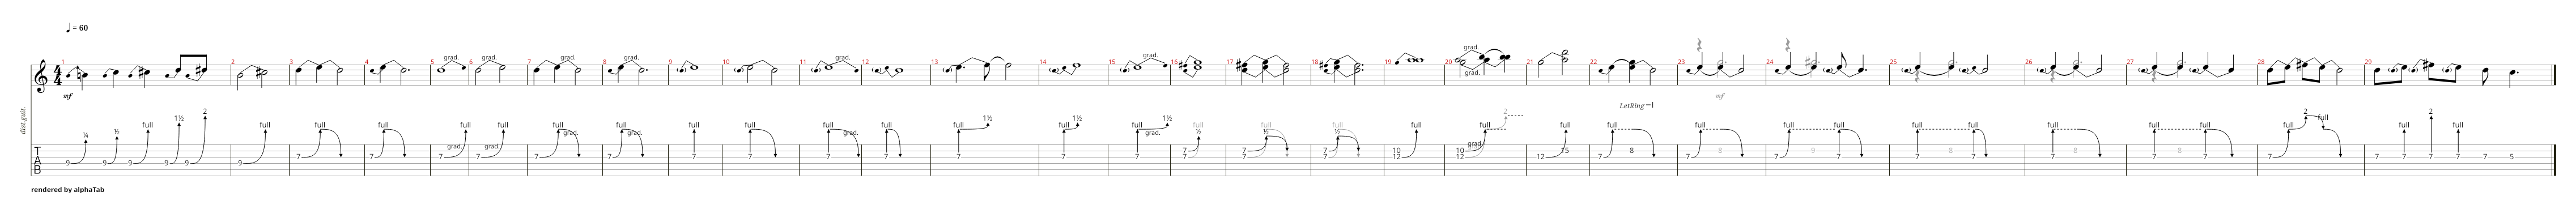 = 60
1 2 3 4 5 6 7 8 9 10 11 12 13 14 15 16 17 18 19 20 21 22 23 24 25 26 27 28 29
grad. grad. grad. grad. grad. grad. grad.
grad.
mf
mf
LetRing
dist.guit.
¼ ½ full 1½ 2 full full full full full full full full full full full full 1½ full 1½ full 1½ full ½ full ½ full ½ full full 2 full full full full full full full full full full full full 2 full full 2 full
grad. grad. grad. grad. grad. grad. grad.
9 9 9 9 9 9 7 7 7 7 7 7 7 7 7 7 7 7 7 7 7 7 7 7 7 10 12 10 12 12 15 7 8 7 8 7 8 7 7 8 7 7 8 7 8 7 7 7 7 7 7 7 5
rendered by alphaTab